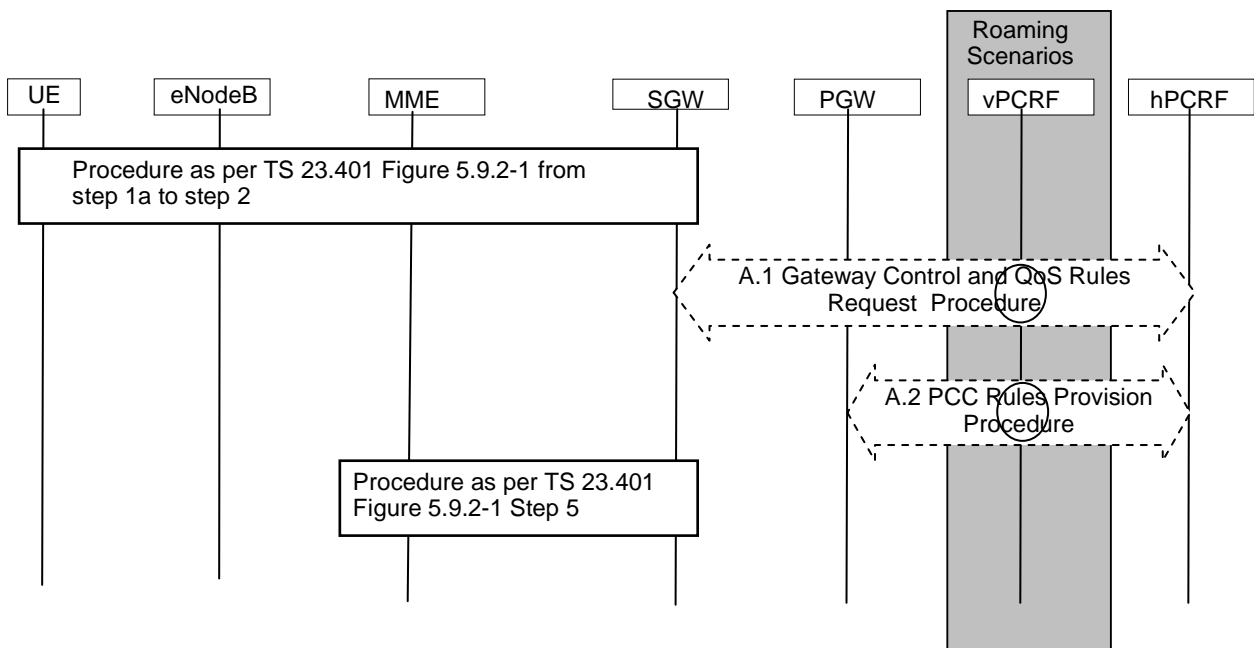 Roaming
Scenarios
UE
eNodeB
MME
SGW
PGW
vPCRF
hPCRF
Procedure as per TS 23.401 Figure 5.9.2-1 from
step 1a to step 2
A.1 Gateway Control and QoS Rules
Request Procedure
A.2 PCC Rules Provision
Procedure
Procedure as per TS 23.401
Figure 5.9.2-1 Step 5